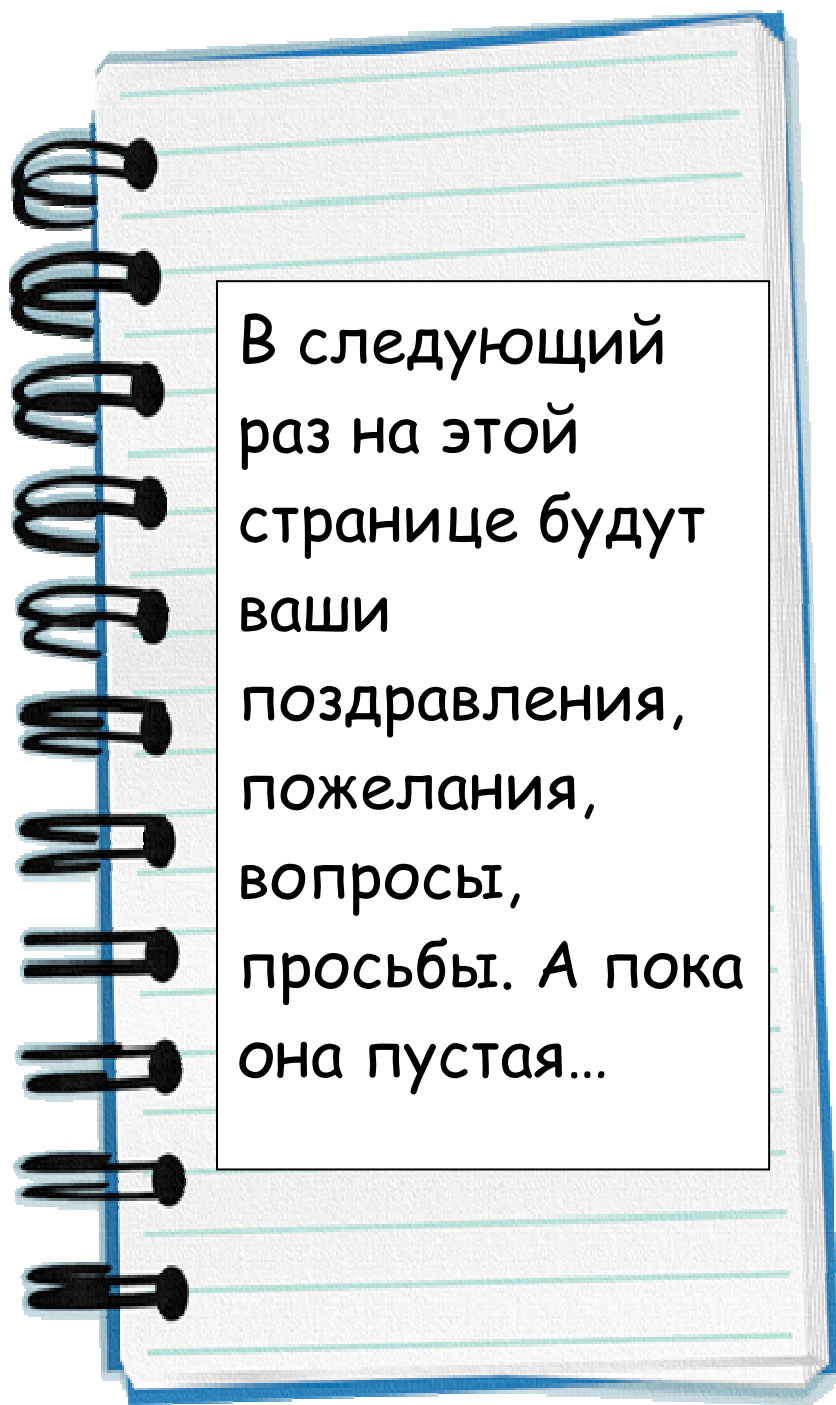 В следующий
раз на этой
странице будут
ваши
поздравления,
пожелания,
вопросы,
просьбы. А пока
она пустая...